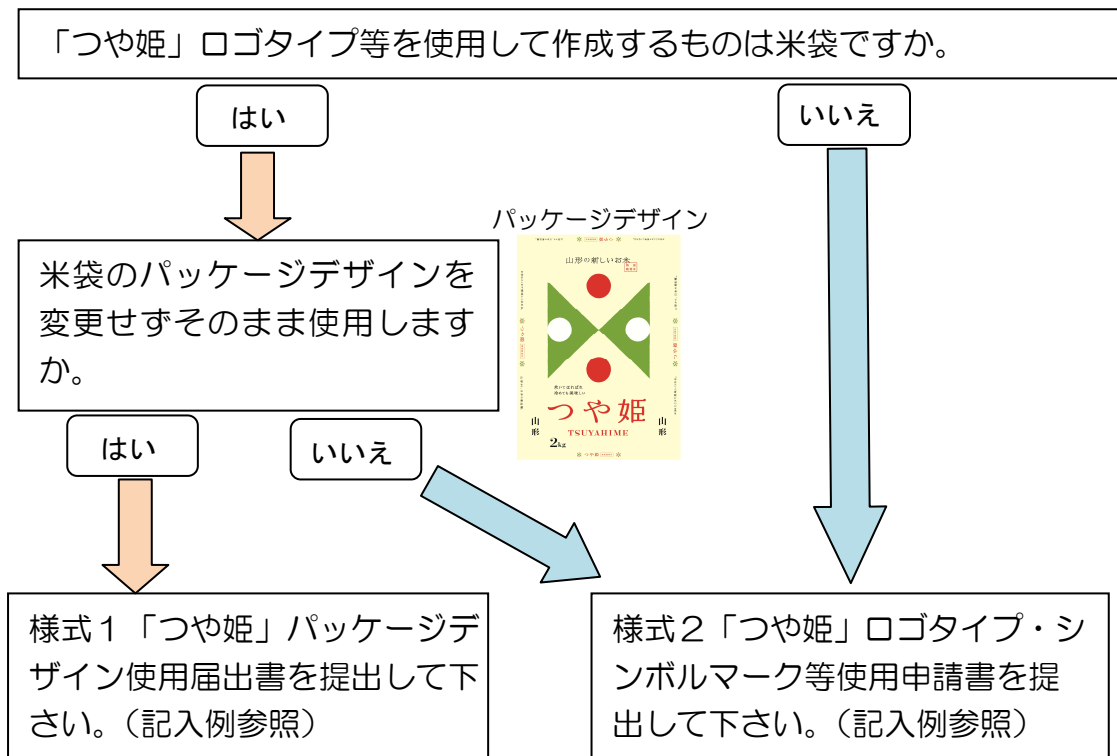 「つや姫」ロゴタイプ等を使用して作成するものは米袋ですか。
はい
いいえ
パッケージデザイン
山形の新しいお米
つや姫
TSUYAHIME
山形
山形
2kg
米袋のパッケージデザインを
変更せずそのまま使用します
か。
はい
いいえ
様式1「つや姫」パッケージデ
ザイン使用届出書を提出して下
さい。(記入例参照)
様式2「つや姫」ロゴタイプ・シ
ンボルマーク等使用申請書を提
出して下さい。(記入例参照)